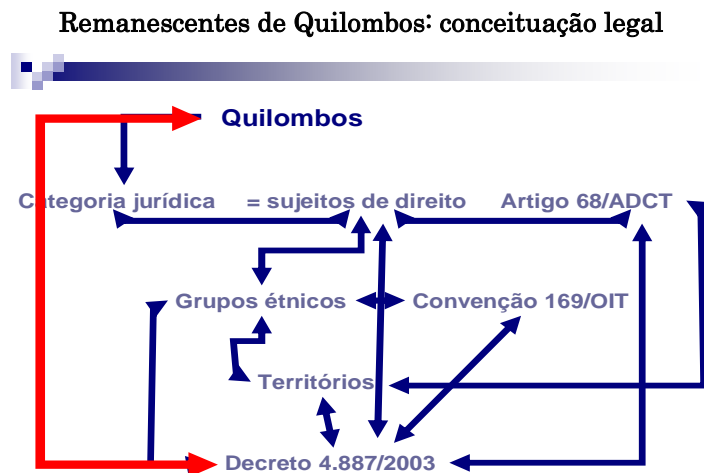 Remanescentes de Quilombos: conceituação legal
Quilombos
Categoria jurídica = sujeitos de direito Artigo 68/ADCT
Grupos étnicos Convenção 169/OIT
Territórios
Decreto 4.887/2003